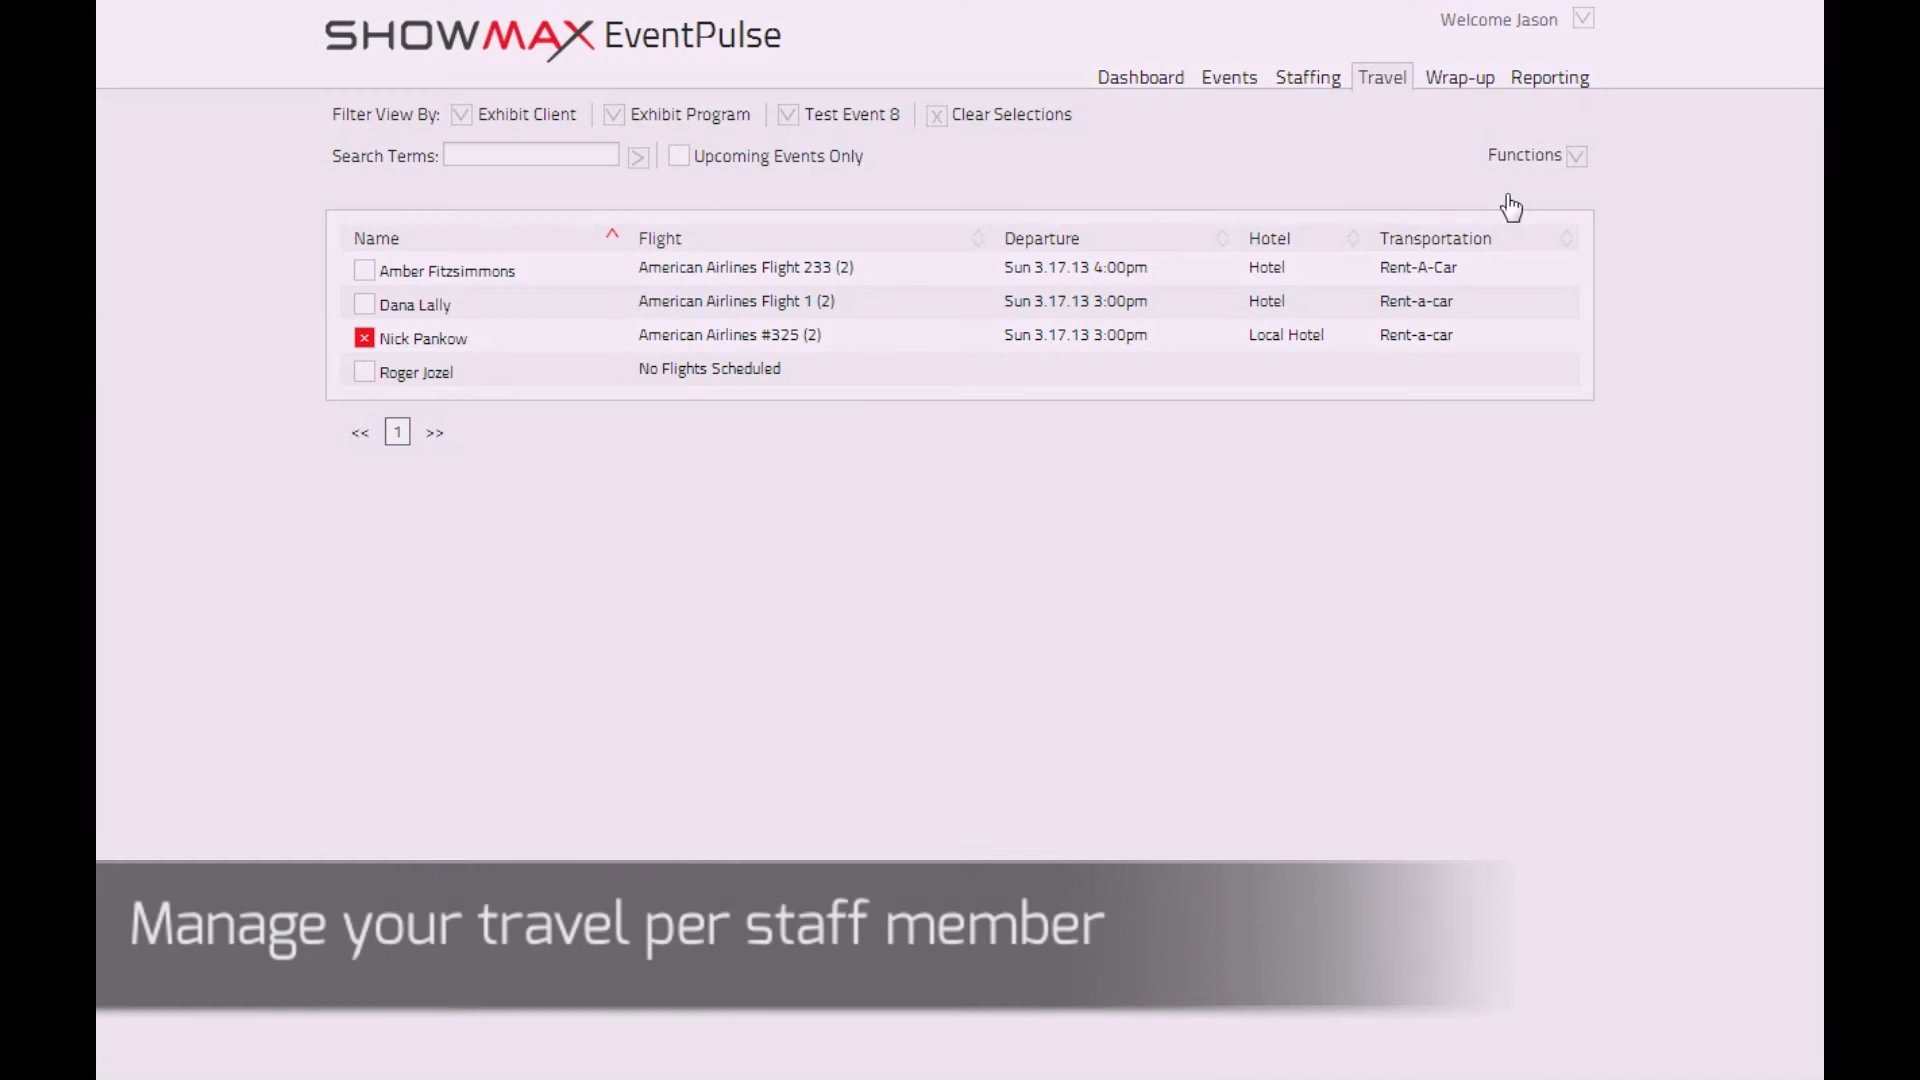 SHOWMAX EventPulse
Welcome Jason
Dashboard Events Staffing Travel Wrap-up Reporting
Filter View By: Exhibit Client Exhibit Program Test Event 8 X Clear Selections
Search Terms: > Upcoming Events Only
Functions
Name Flight Departure Hotel Transportation
Amber Fitzsimmons American Airlines Flight 233 (2) Sun 3.17.13 4:00pm Hotel Rent-A-Car
Dana Lally American Airlines Flight 1 (2) Sun 3.17.13 3:00pm Hotel Rent-a-car
Nick Pankow American Airlines #325 (2) Sun 3.17.13 3:00pm Local Hotel Rent-a-car
Roger Jozel No Flights Scheduled
<< 1 >>
Manage your travel per staff member